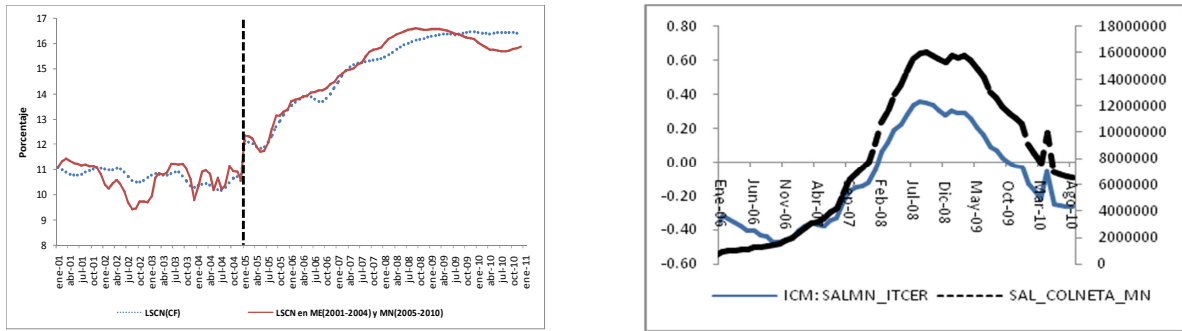 17
16
15
14
13
12
11
10
9
8
Porcentaje
ene-01
abr-01
jul-01
oct-01
ene-02
abr-02
jul-02
oct-02
ene-03
abr-03
jul-03
oct-03
ene-04
abr-04
jul-04
oct-04
ene-05
abr-05
jul-05
oct-05
ene-06
abr-06
jul-06
oct-06
ene-07
abr-07
jul-07
oct-07
ene-08
abr-08
jul-08
oct-08
ene-09
abr-09
jul-09
oct-09
ene-10
abr-10
jul-10
oct-10
ene-11
LSCN(CF)
LSCN en ME(2001-2004) y MN(2005-2010)
0.80
0.60
0.40
0.20
0.00
-0.20
-0.40
-0.60
18000000
16000000
14000000
12000000
10000000
8000000
6000000
4000000
2000000
0
Ene-06
Jun-06
Nov-06
Feb-08
Jul-08
Dic-08
May-09
Oct-09
Mar-10
Ago-10
ICM: SALMN_ITCER
SAL_COLNETA_MN